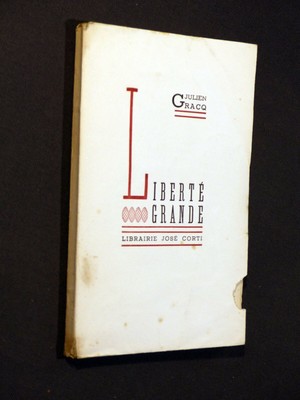 JULIEN
GRACQ
LIBERTÉ
GRANDE
LIBRAIRIE JOSÉ CORTI